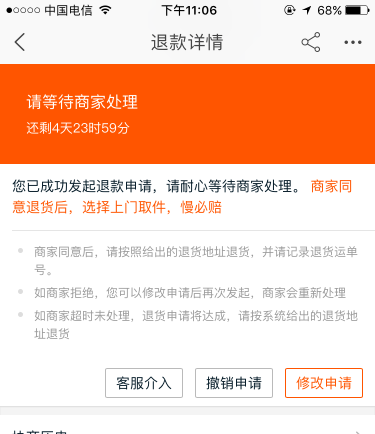 中国电信 下午11:06 68%
退款详情
请等待商家处理
还剩4天23时59分
您已成功发起退款申请，请耐心等待商家处理。 商家同
意退货后，选择上门取件，慢必赔
商家同意后，请按照给出的退货地址退货，并请记录退货运单
号。
如商家拒绝，您可以修改申请后再次发起，商家会重新处理
如商家超时未处理，退货申请将达成，请按系统给出的退货地
址退货
客服介入 撤销申请 修改申请
协商历史